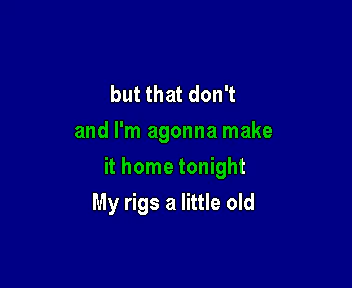 but that don't
and I'm agonna make
it home tonight
My rigs a little old